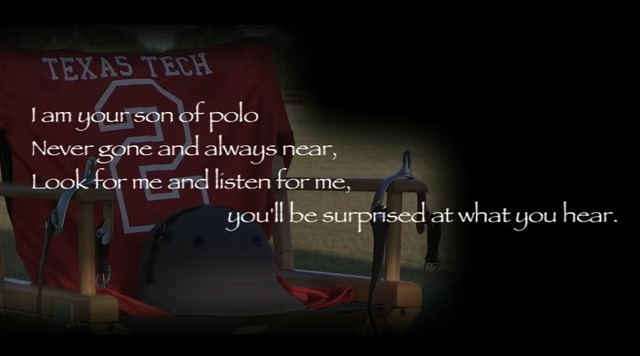 TEXAS TECH
2
I am your son of polo
Never gone and always near,
Look for me and listen for me,
you'll be surprised at what you hear.